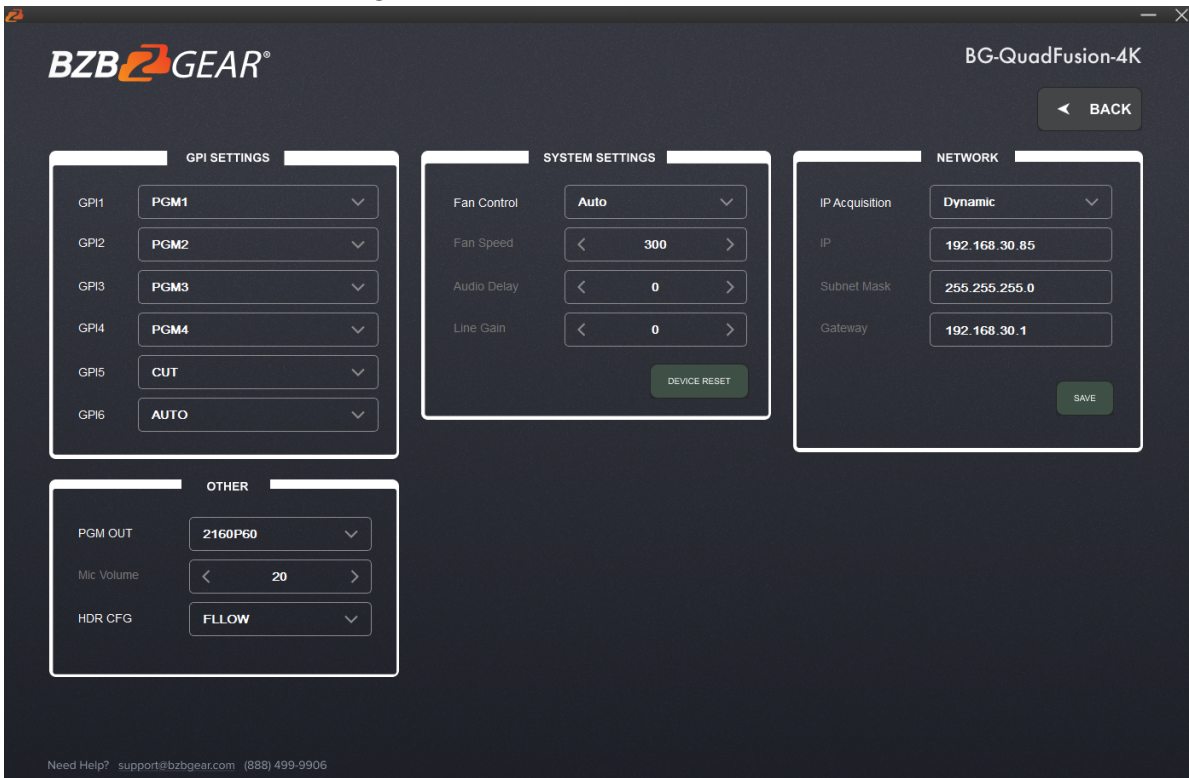 BZB GEAR®
BG-QuadFusion-4K
BACK
GPI SETTINGS
GPI1 PGM1
GPI2 PGM2
GPI3 PGM3
GPI4 PGM4
GPI5 CUT
GPI6 AUTO
SYSTEM SETTINGS
Fan Control Auto
Fan Speed 300
Audio Delay 0
Line Gain 0
DEVICE RESET
NETWORK
IP Acquisition Dynamic
IP 192.168.30.85
Subnet Mask 255.255.255.0
Gateway 192.168.30.1
SAVE
OTHER
PGM OUT 2160P60
Mic Volume 20
HDR CFG FLLOW
Need Help? support@bzbgear.com (888) 499-9906